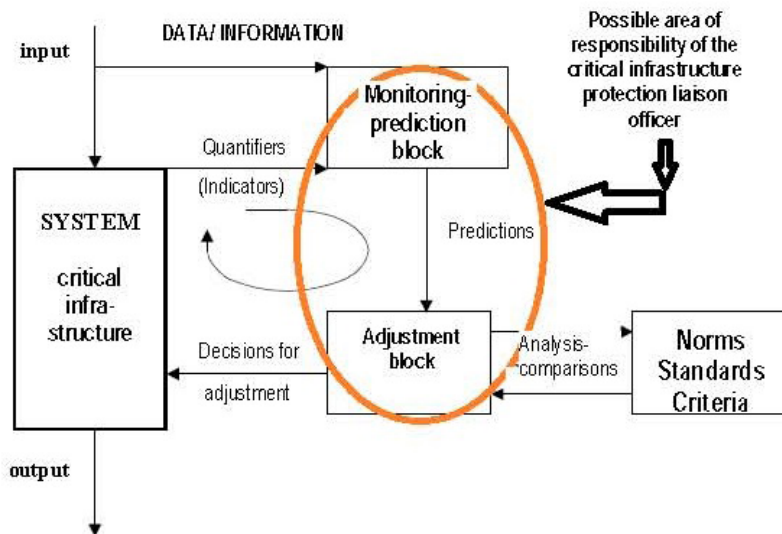 DATA/ INFORMATION
input
Possible area of
responsibility of the
critical infrastructure
protection liaison
officer
Monitoring-
prediction
block
Quantifiers
(Indicators)
SYSTEM
critical
infra-
structure
Predictions
Decisions for
adjustment
Adjustment
block
Analysis-
comparisons
Norms
Standards
Criteria
output